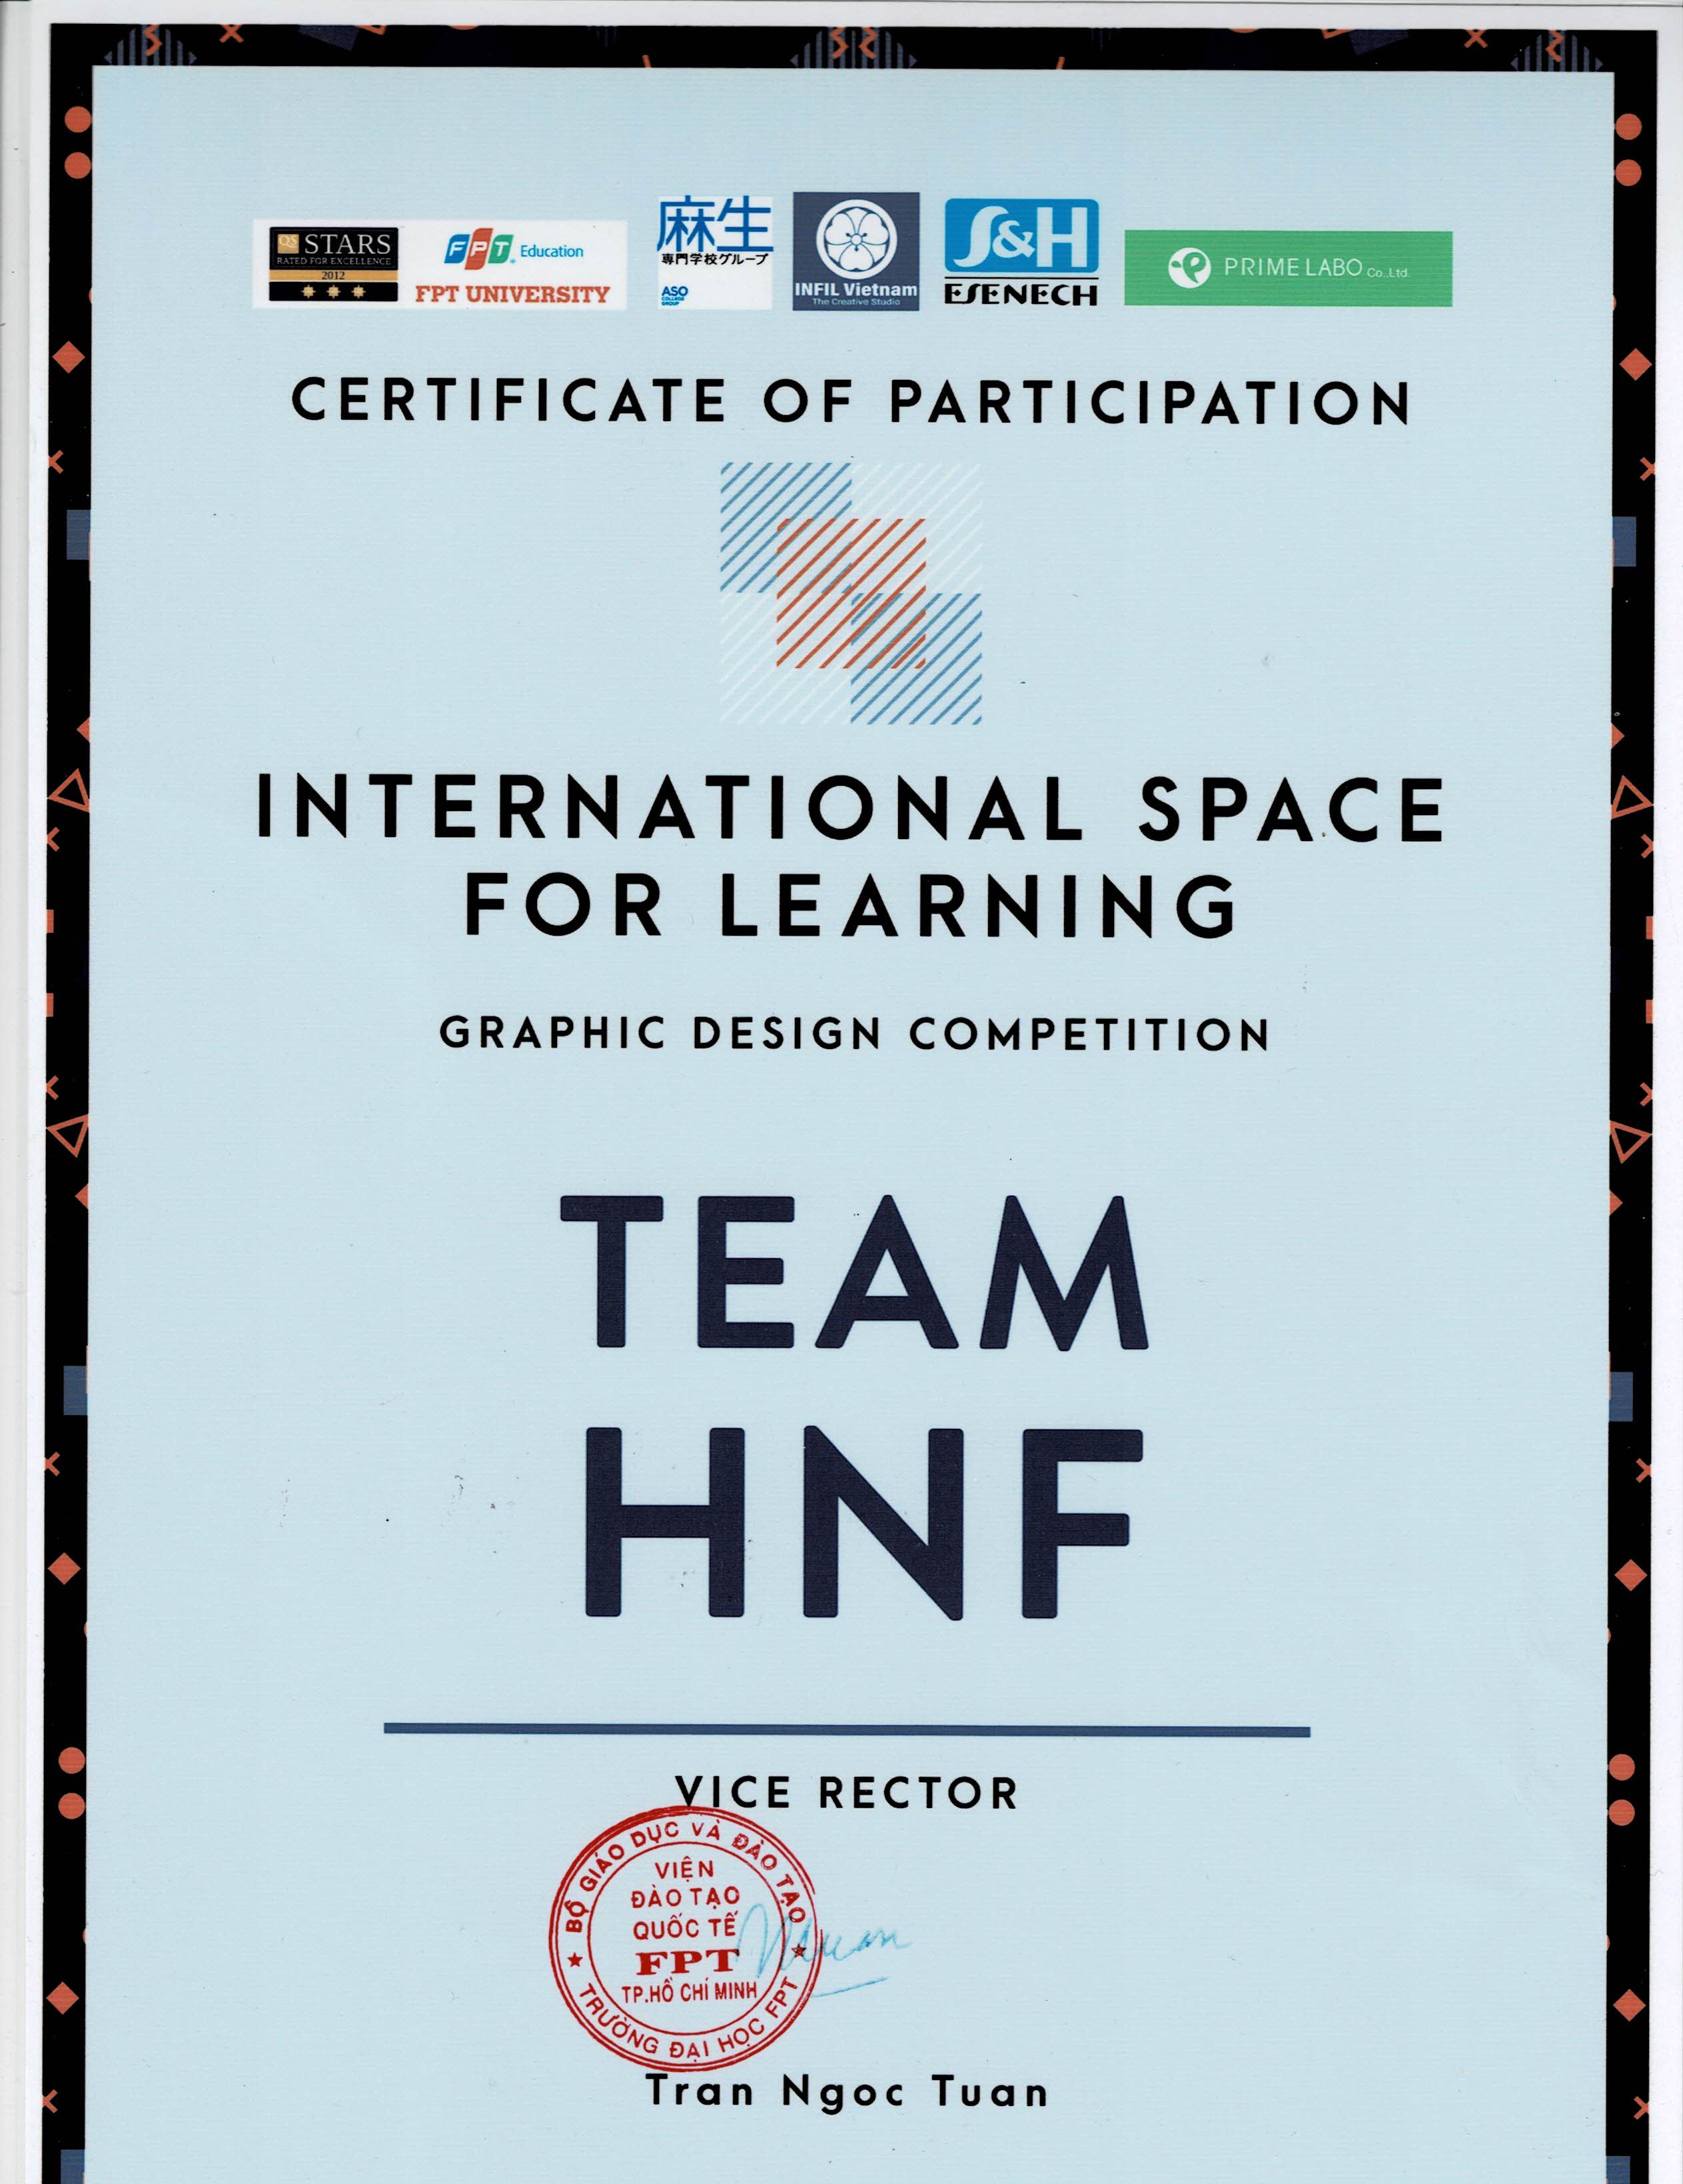 QS STARS
RATED FOR EXCELLENCE
2012
FPT Education
FPT UNIVERSITY
麻生
専門学校グループ
ASO
COLLEGE
GROUP
INFIL Vietnam
The Creative Studio
S&H
ESENECH
PRIME LABO Co.,Ltd.
CERTIFICATE OF PARTICIPATION
INTERNATIONAL SPACE
FOR LEARNING
GRAPHIC DESIGN COMPETITION
TEAM
HNF
VICE RECTOR
BỘ GIÁO DỤC VÀ ĐÀO TẠO
VIỆN
ĐÀO TẠO
QUỐC TẾ
FPT
TP.HỒ CHÍ MINH
TRƯỜNG ĐẠI HỌC FPT
Tran Ngoc Tuan